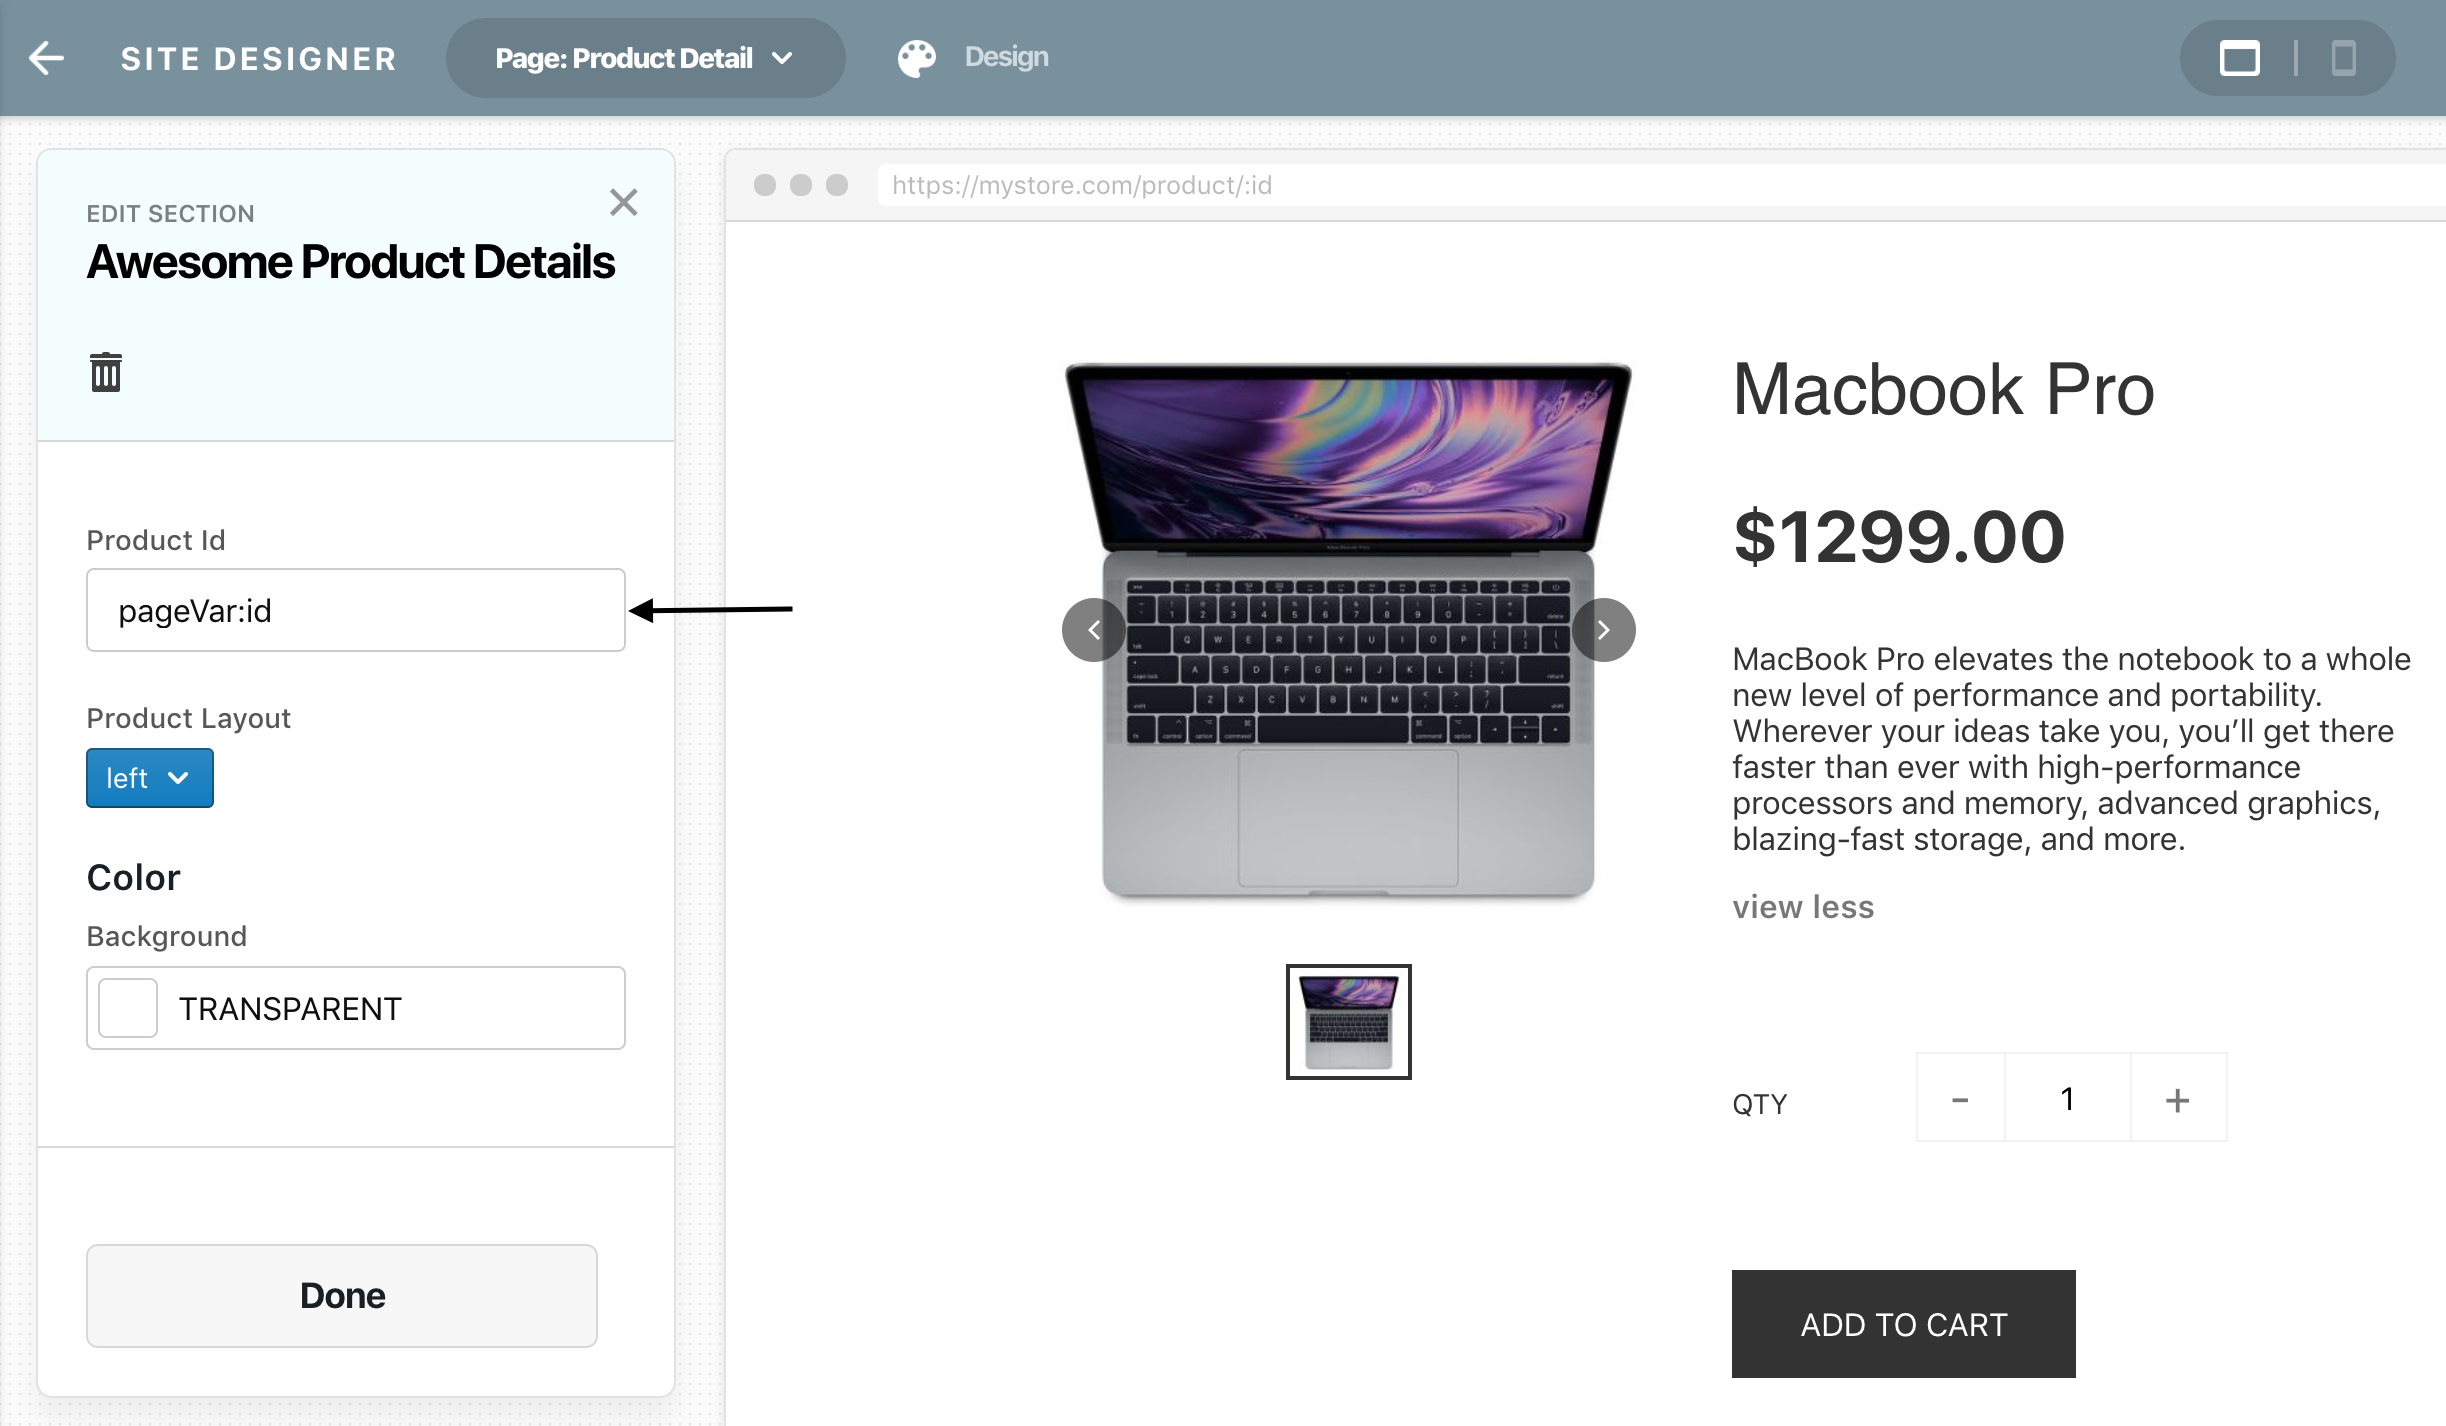 SITE DESIGNER
Page: Product Detail
Design
EDIT SECTION
Awesome Product Details
Product Id
pageVar:id
Product Layout
left
Color
Background
TRANSPARENT
Done
https://mystore.com/product/:id
Macbook Pro
$1299.00
MacBook Pro elevates the notebook to a whole
new level of performance and portability.
Wherever your ideas take you, you’ll get there
faster than ever with high-performance
processors and memory, advanced graphics,
blazing-fast storage, and more.
view less
QTY
-
1
+
ADD TO CART